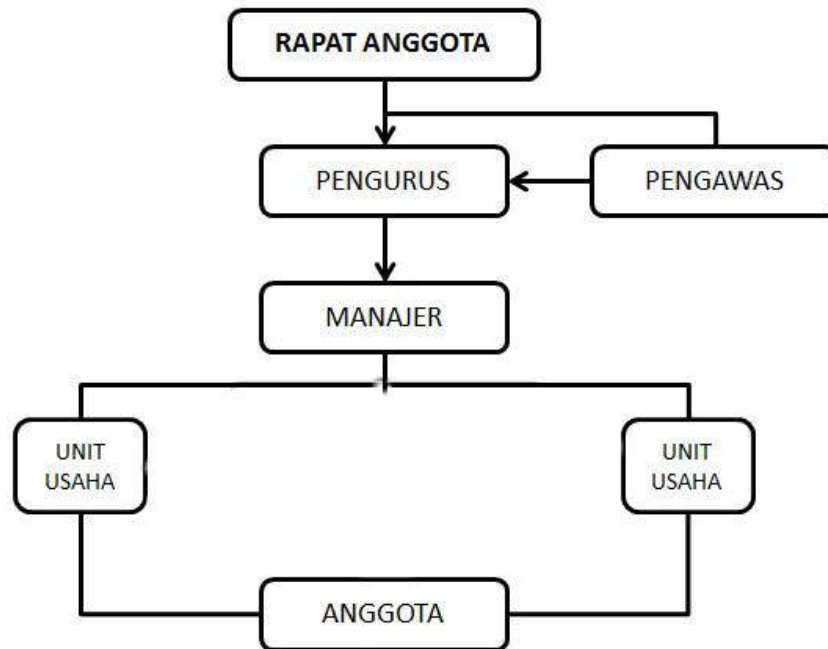 RAPAT ANGGOTA
PENGURUS
PENGAWAS
MANAJER
UNIT
USAHA
UNIT
USAHA
ANGGOTA